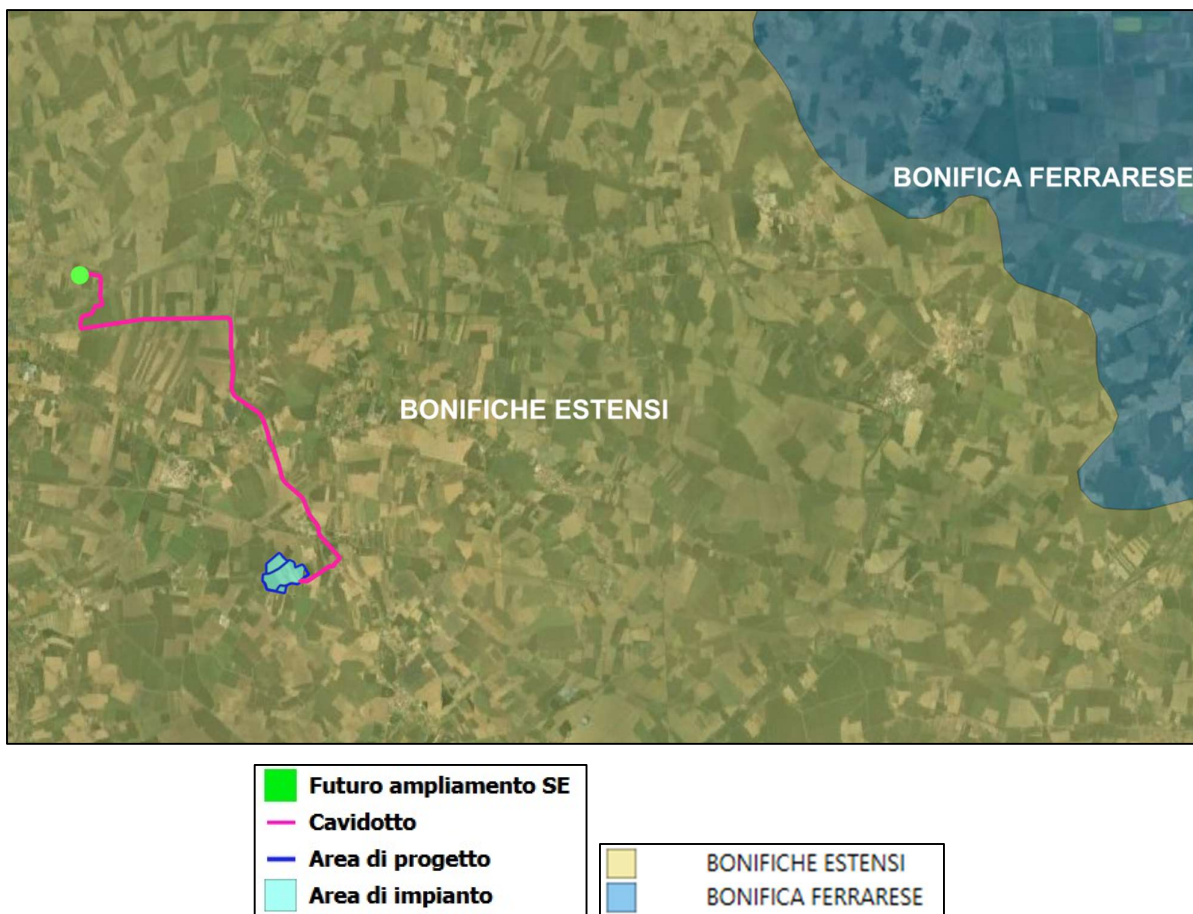 BONIFICA FERRARESE
BONIFICHE ESTENSI
Futuro ampliamento SE
Cavidotto
Area di progetto
Area di impianto
BONIFICHE ESTENSI
BONIFICA FERRARESE